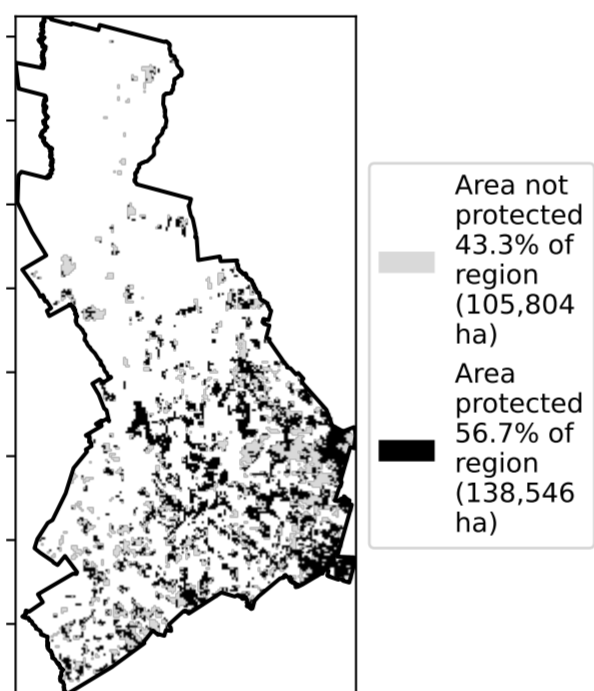 Area not
protected
43.3% of
region
(105,804
ha)
Area
protected
56.7% of
region
(138,546
ha)